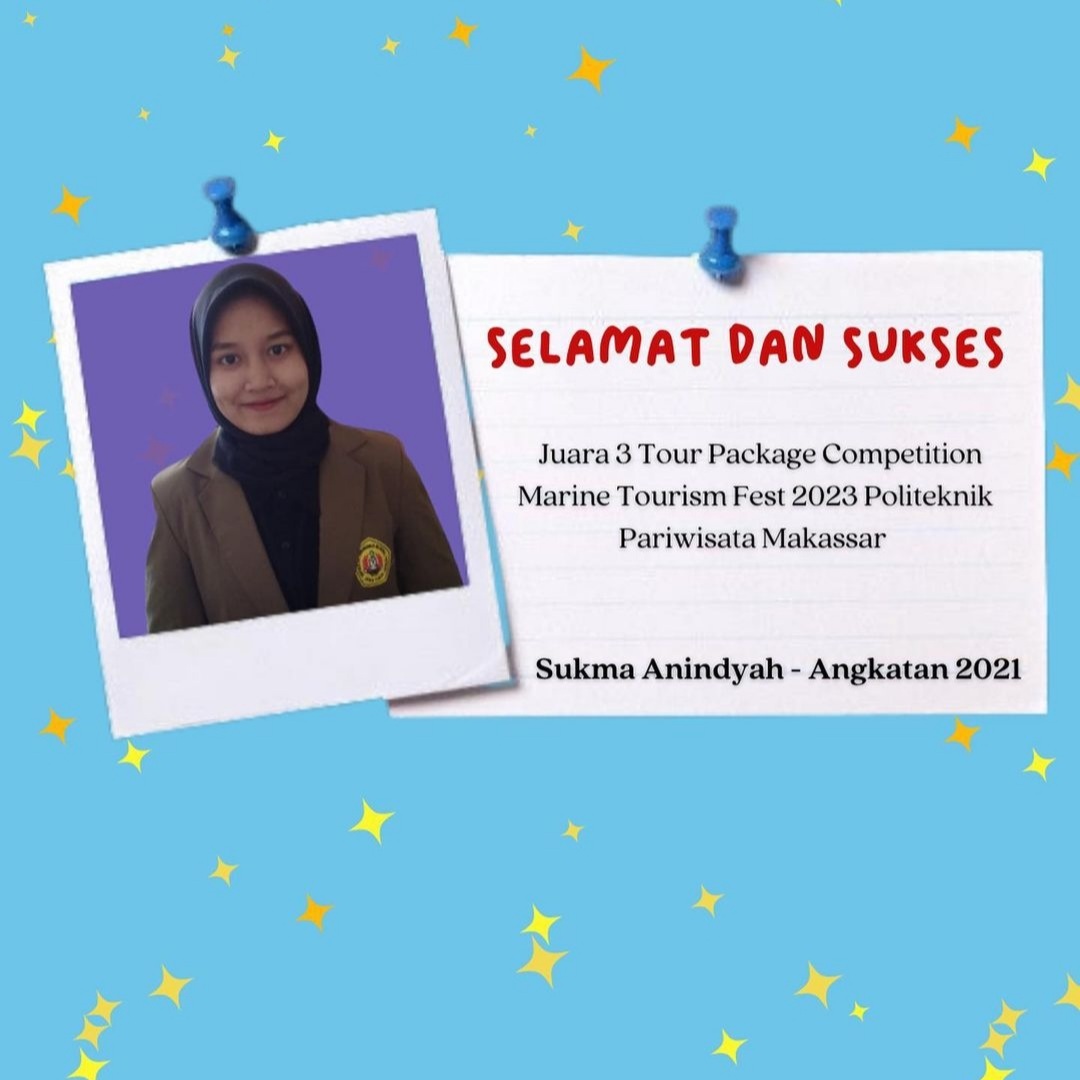 SELAMAT DAN SUKSES
Juara 3 Tour Package Competition
Marine Tourism Fest 2023 Politeknik
Pariwisata Makassar
Sukma Anindyah - Angkatan 2021